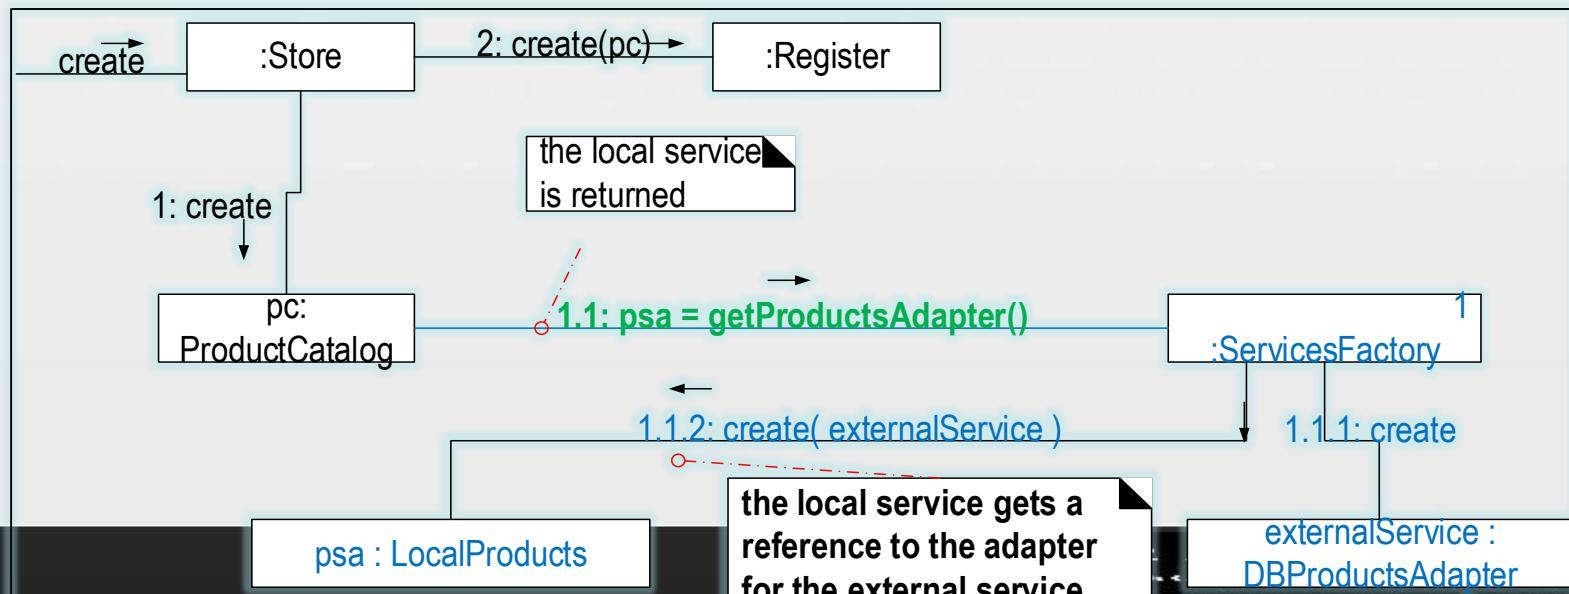 create
:Store
2: create(pc)
:Register
the local service
is returned
1: create
pc:
ProductCatalog
1.1: psa = getProductsAdapter()
1
:ServicesFactory
1.1.2: create( externalService )
1.1.1: create
the local service gets a
reference to the adapter
for the external service
psa : LocalProducts
externalService :
DBProductsAdapter